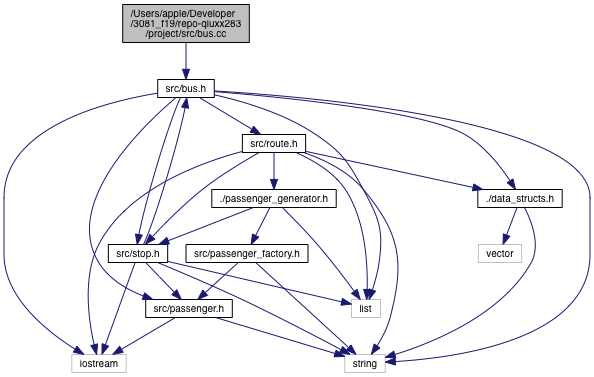 /Users/apple/Developer
/3081_f19/repo-qiuxx283
/project/src/bus.cc
src/bus.h
src/route.h
./passenger_generator.h
./data_structs.h
src/stop.h
src/passenger_factory.h
vector
src/passenger.h
list
iostream
string